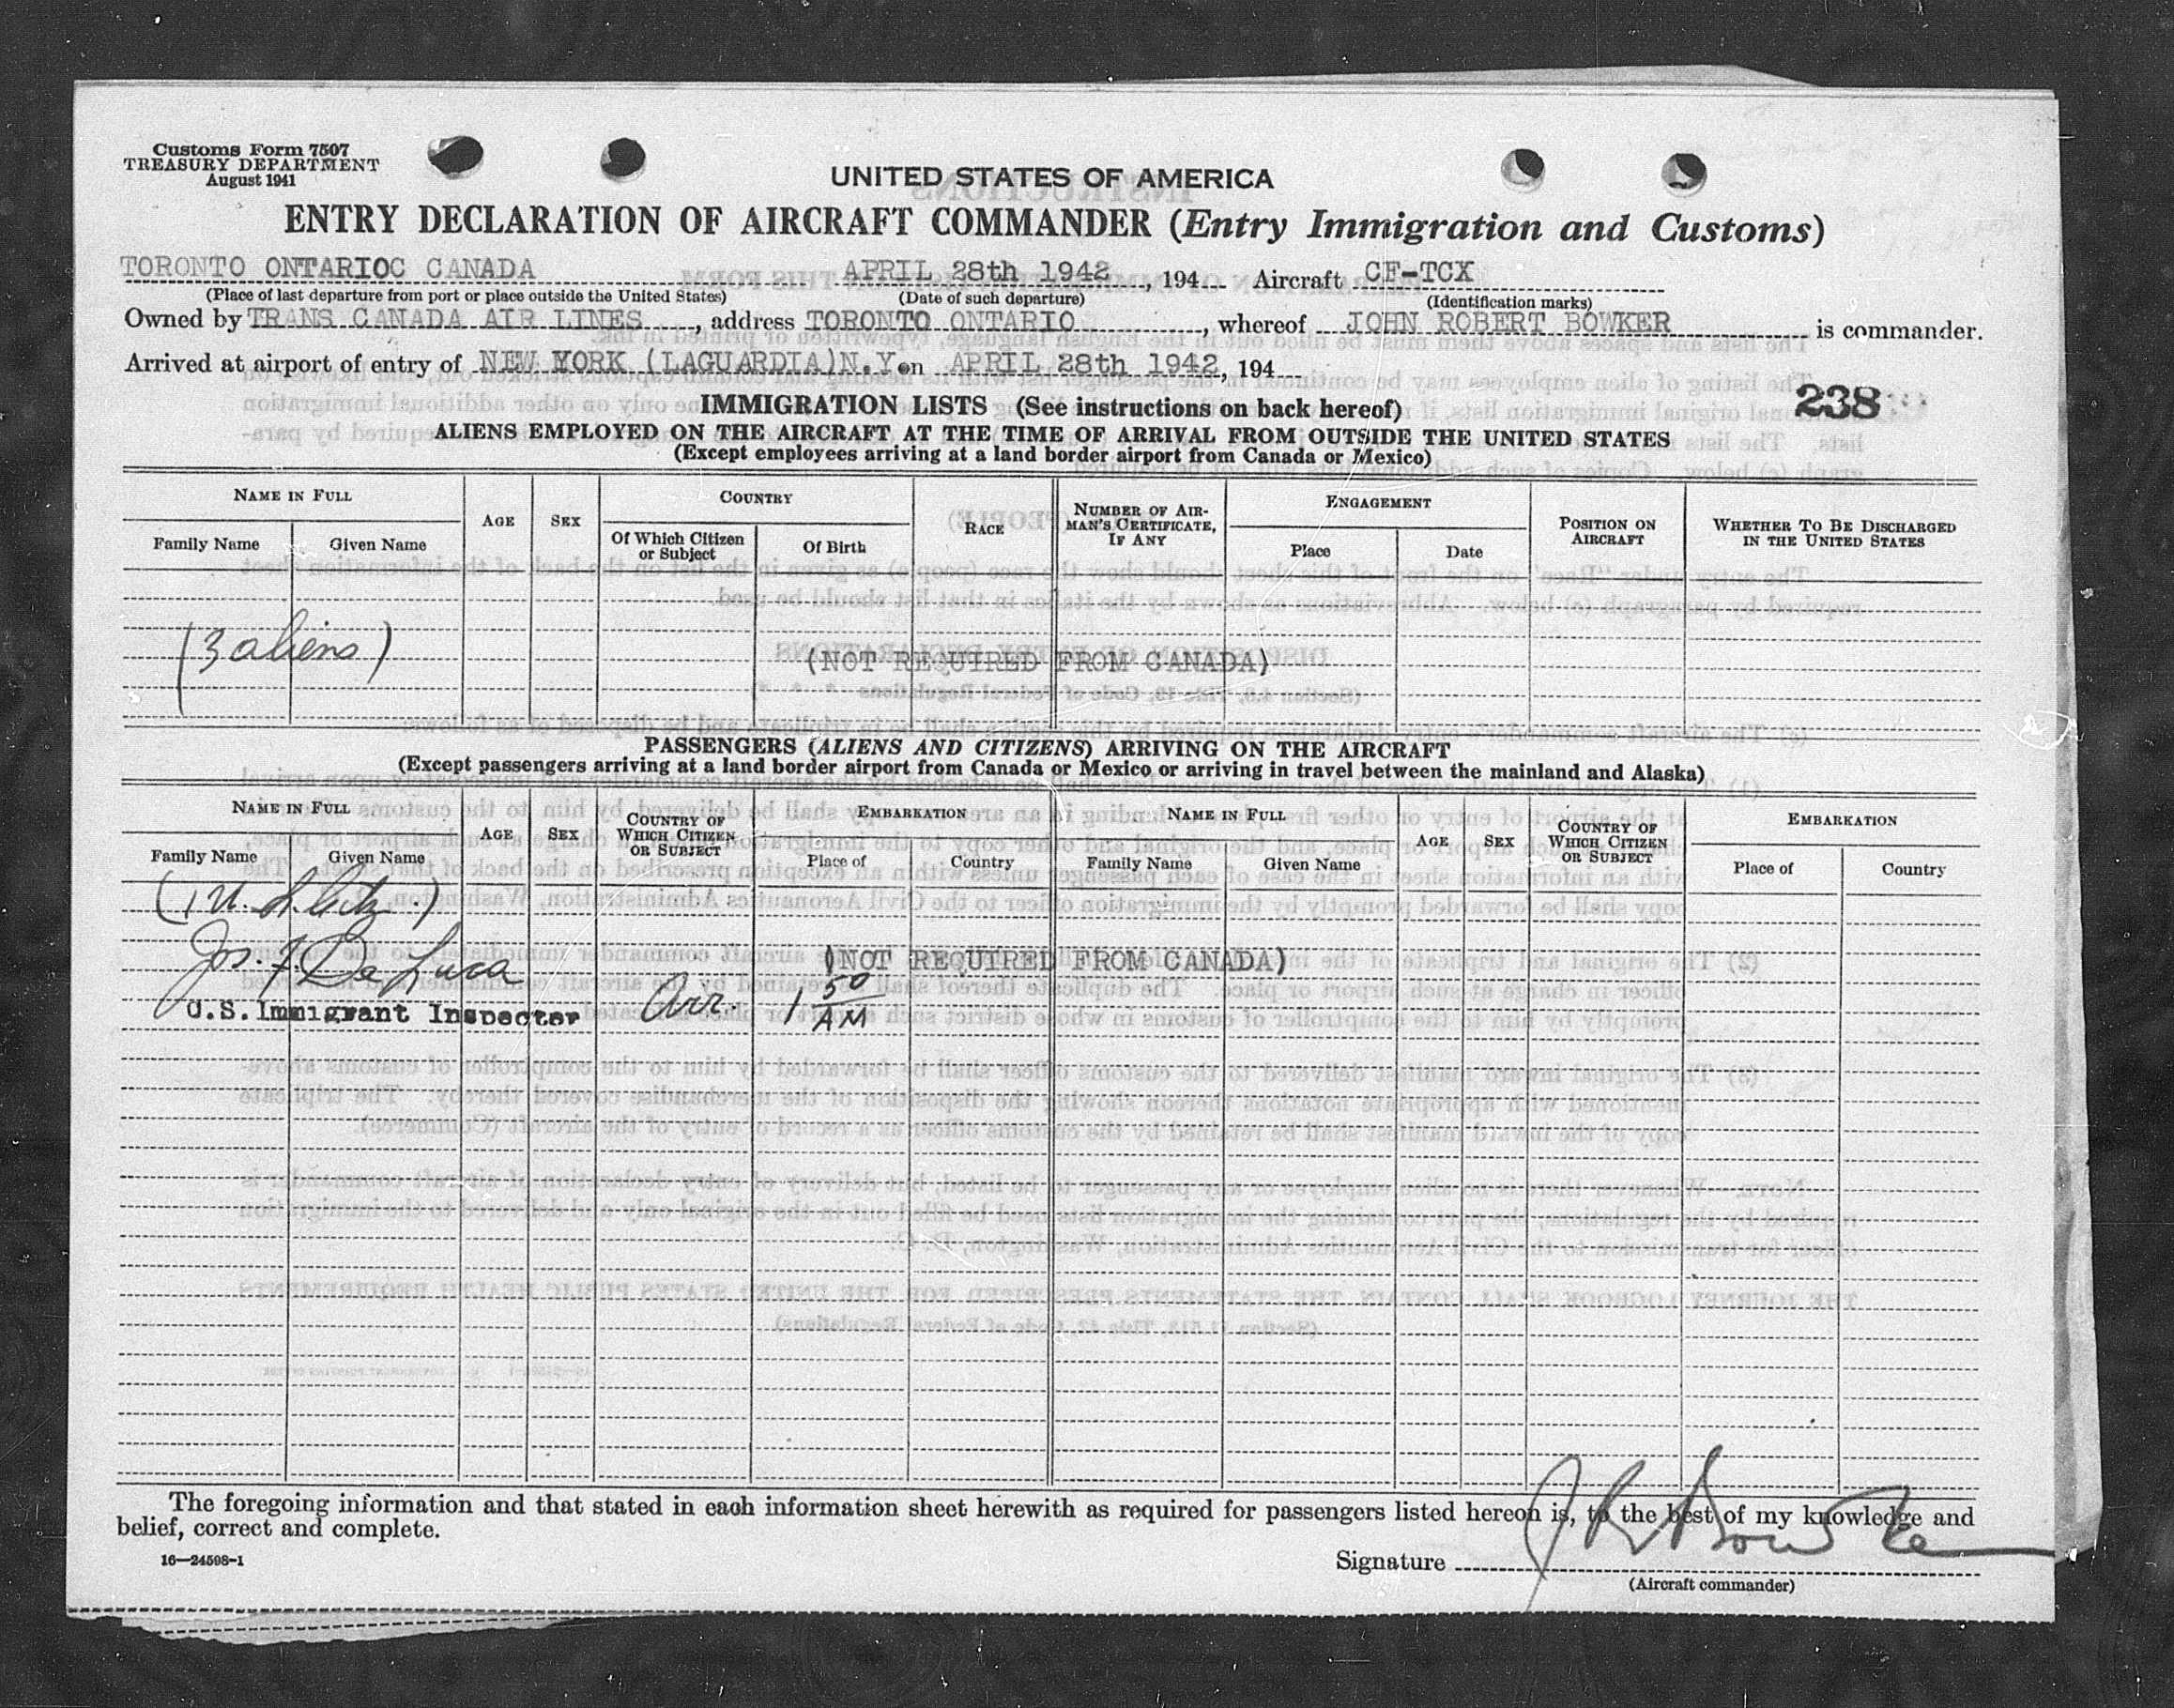 Customs Form 7507
TREASURY DEPARTMENT
August 1941
UNITED STATES OF AMERICA
ENTRY DECLARATION OF AIRCRAFT COMMANDER (Entry Immigration and Customs)
TORONTO ONTARIOC CANADA APRIL 28th 1942, 194 Aircraft CF-TCX
(Place of last departure from port or place outside the United States) (Date of such departure) (Identification marks)
Owned by TRANS CANADA AIR LINES, address TORONTO ONTARIO, whereof JOHN ROBERT BOWKER is commander.
Arrived at airport of entry of NEW YORK (LAGUARDIA)N.Y on APRIL 28th 1942, 194
238
IMMIGRATION LISTS (See instructions on back hereof)
ALIENS EMPLOYED ON THE AIRCRAFT AT THE TIME OF ARRIVAL FROM OUTSIDE THE UNITED STATES
(Except employees arriving at a land border airport from Canada or Mexico)
NAME IN FULL AGE SEX COUNTRY RACE NUMBER OF AIRMAN'S CERTIFICATE, IF ANY ENGAGEMENT POSITION ON AIRCRAFT WHETHER TO BE DISCHARGED IN THE UNITED STATES
Family Name Given Name Of Which Citizen or Subject Of Birth Place Date
(3 aliens)
(NOT REQUIRED FROM CANADA)
PASSENGERS (ALIENS AND CITIZENS) ARRIVING ON THE AIRCRAFT
(Except passengers arriving at a land border airport from Canada or Mexico or arriving in travel between the mainland and Alaska)
NAME IN FULL AGE SEX COUNTRY OF WHICH CITIZEN OR SUBJECT EMBARKATION NAME IN FULL AGE SEX COUNTRY OF WHICH CITIZEN OR SUBJECT EMBARKATION
Family Name Given Name Place of Country Family Name Given Name Place of Country
(1 U.S. Citz.)
Jos. F. De Luca
(NOT REQUIRED FROM CANADA)
U.S. Immigrant Inspector Arr. 1 50 AM
The foregoing information and that stated in each information sheet herewith as required for passengers listed hereon is, to the best of my knowledge and
belief, correct and complete.
16—24598-1
Signature J R Bowker
(Aircraft commander)